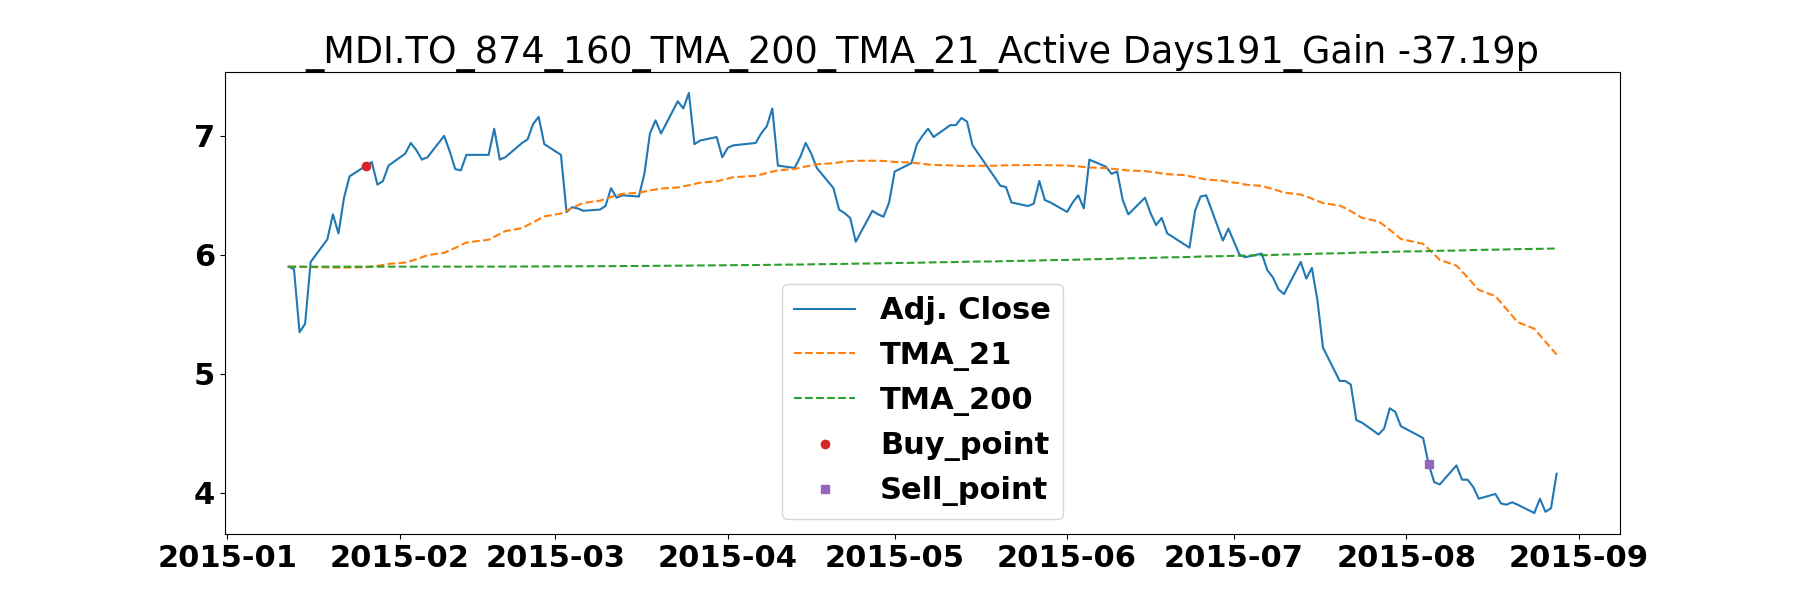 _MDI.TO_874_160_TMA_200_TMA_21_Active Days191_Gain -37.19p
7
6
5
4
Adj. Close
TMA_21
TMA_200
Buy_point
Sell_point
2015-01 2015-02 2015-03 2015-04 2015-05 2015-06 2015-07 2015-08 2015-09